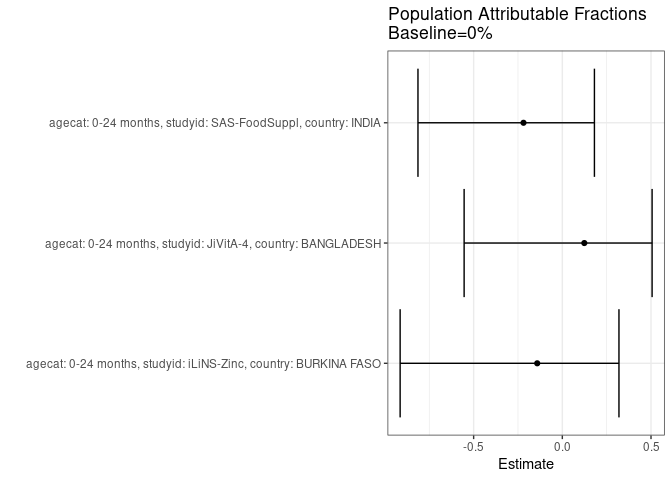 Population Attributable Fractions
Baseline=0%
agecat: 0-24 months, studyid: SAS-FoodSuppl, country: INDIA
agecat: 0-24 months, studyid: JiVitA-4, country: BANGLADESH
agecat: 0-24 months, studyid: iLiNS-Zinc, country: BURKINA FASO
-0.5 0.0 0.5
Estimate